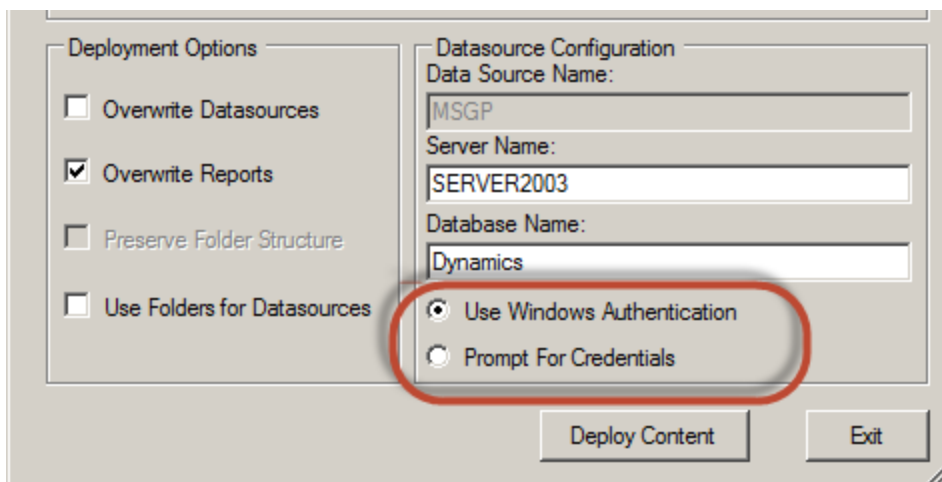 Deployment Options
Overwrite Datasources
Overwrite Reports
Preserve Folder Structure
Use Folders for Datasources
Datasource Configuration
Data Source Name:
MSGP
Server Name:
SERVER2003
Database Name:
Dynamics
Use Windows Authentication
Prompt For Credentials
Deploy Content
Exit